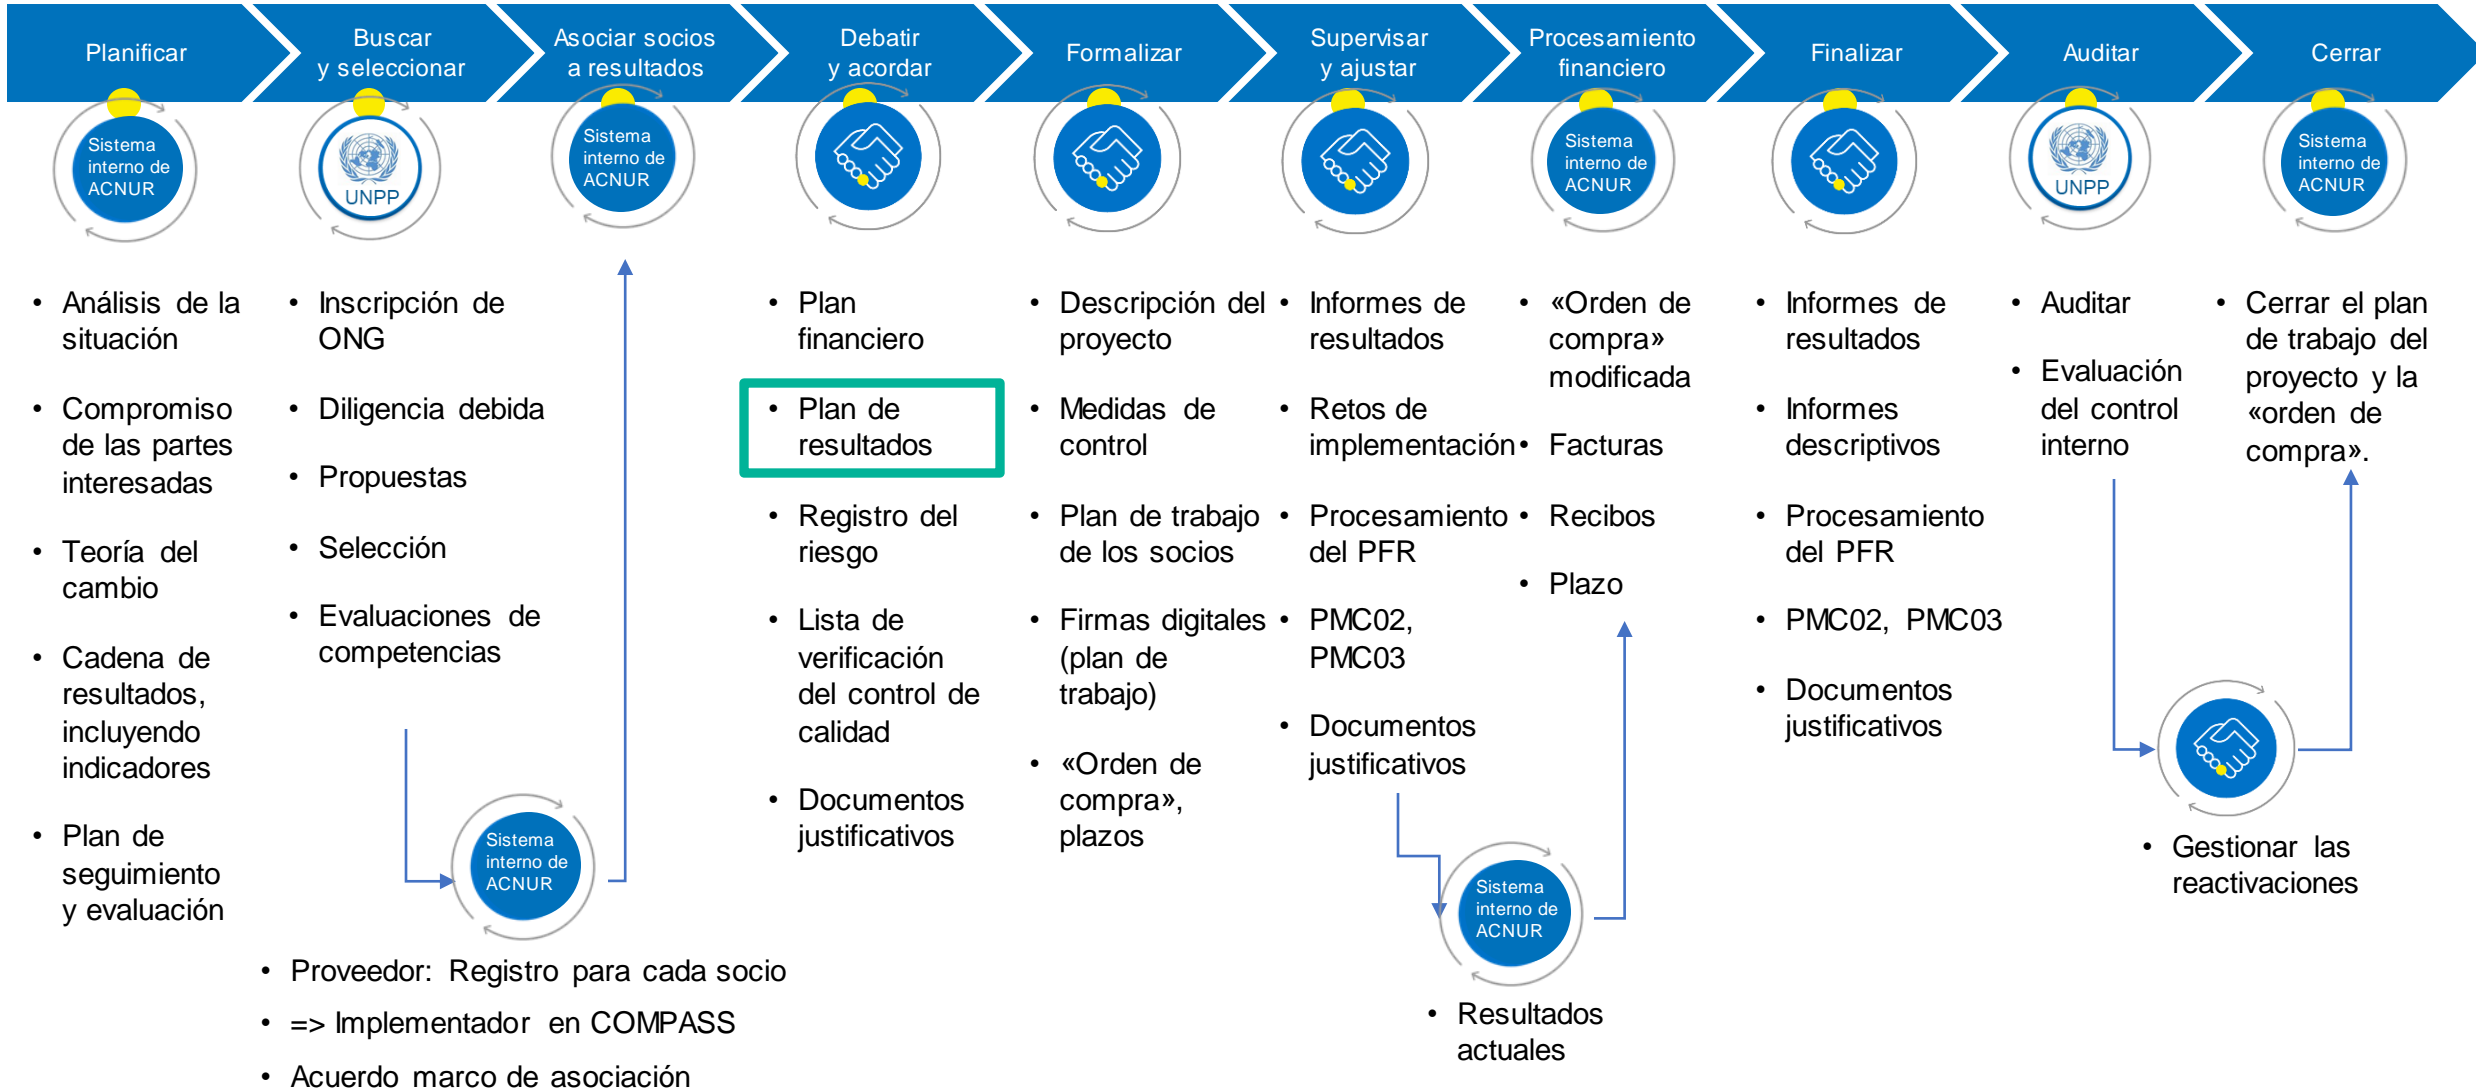 Planificar
Buscar
y seleccionar
Asociar socios
a resultados
Debatir
y acordar
Formalizar
Supervisar
y ajustar
Procesamiento
financiero
Finalizar
Auditar
Cerrar
Sistema
interno de
ACNUR
UNPP
Sistema
interno de
ACNUR
Sistema
interno de
ACNUR
UNPP
Sistema
interno de
ACNUR
• Análisis de la
situación
• Compromiso
de las partes
interesadas
• Teoría del
cambio
• Cadena de
resultados,
incluyendo
indicadores
• Plan de
seguimiento
y evaluación
• Inscripción de
ONG
• Diligencia debida
• Propuestas
• Selección
• Evaluaciones de
competencias
Sistema
interno de
ACNUR
• Proveedor: Registro para cada socio
• => Implementador en COMPASS
• Acuerdo marco de asociación
• Plan
financiero
• Plan de
resultados
• Registro del
riesgo
• Lista de
verificación
del control de
calidad
• Documentos
justificativos
• Descripción del
proyecto
• Medidas de
control
• Plan de trabajo
de los socios
• Firmas digitales
(plan de
trabajo)
• «Orden de
compra»,
plazos
• Informes de
resultados
• Retos de
implementación
• Procesamiento
del PFR
• PMC02,
PMC03
• Documentos
justificativos
Sistema
interno de
ACNUR
• Resultados
actuales
• «Orden de
compra»
modificada
• Facturas
• Recibos
• Plazo
• Informes de
resultados
• Informes
descriptivos
• Procesamiento
del PFR
• PMC02, PMC03
• Documentos
justificativos
• Auditar
• Evaluación
del control
interno
• Gestionar las
reactivaciones
• Cerrar el plan
de trabajo del
proyecto y la
«orden de
compra».